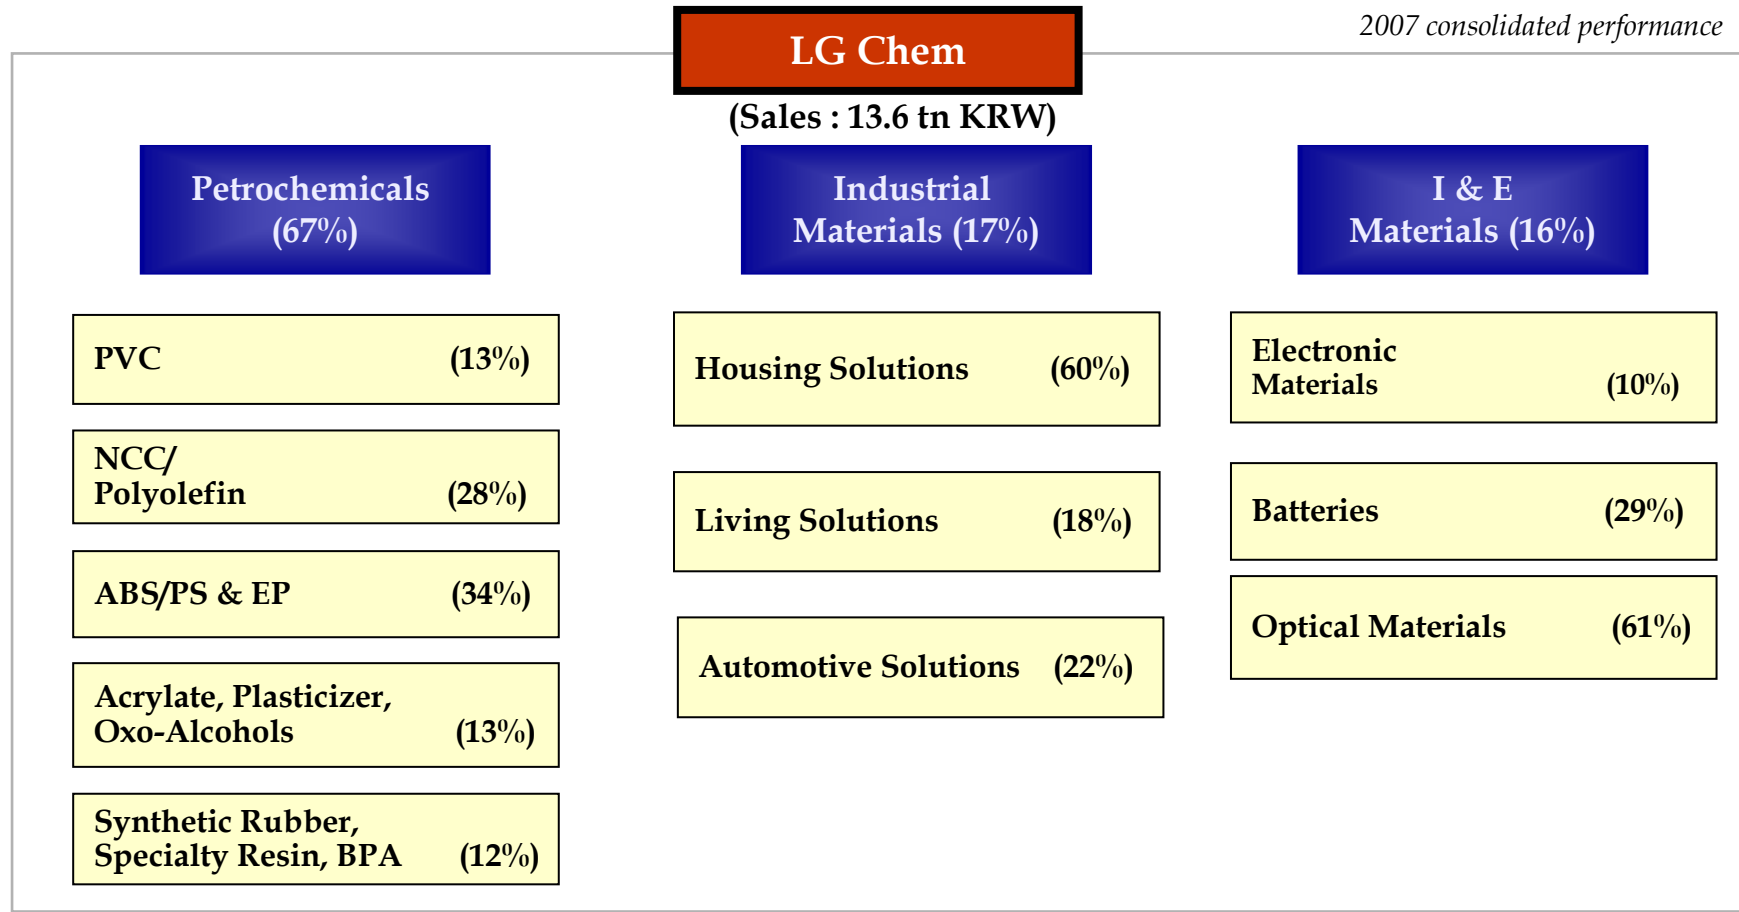 2007 consolidated performance
LG Chem
(Sales : 13.6 tn KRW)
Petrochemicals
(67%)
PVC (13%)
NCC/
Polyolefin (28%)
ABS/PS & EP (34%)
Acrylate, Plasticizer,
Oxo-Alcohols (13%)
Synthetic Rubber,
Specialty Resin, BPA (12%)
Industrial
Materials (17%)
Housing Solutions (60%)
Living Solutions (18%)
Automotive Solutions (22%)
I & E
Materials (16%)
Electronic
Materials (10%)
Batteries (29%)
Optical Materials (61%)